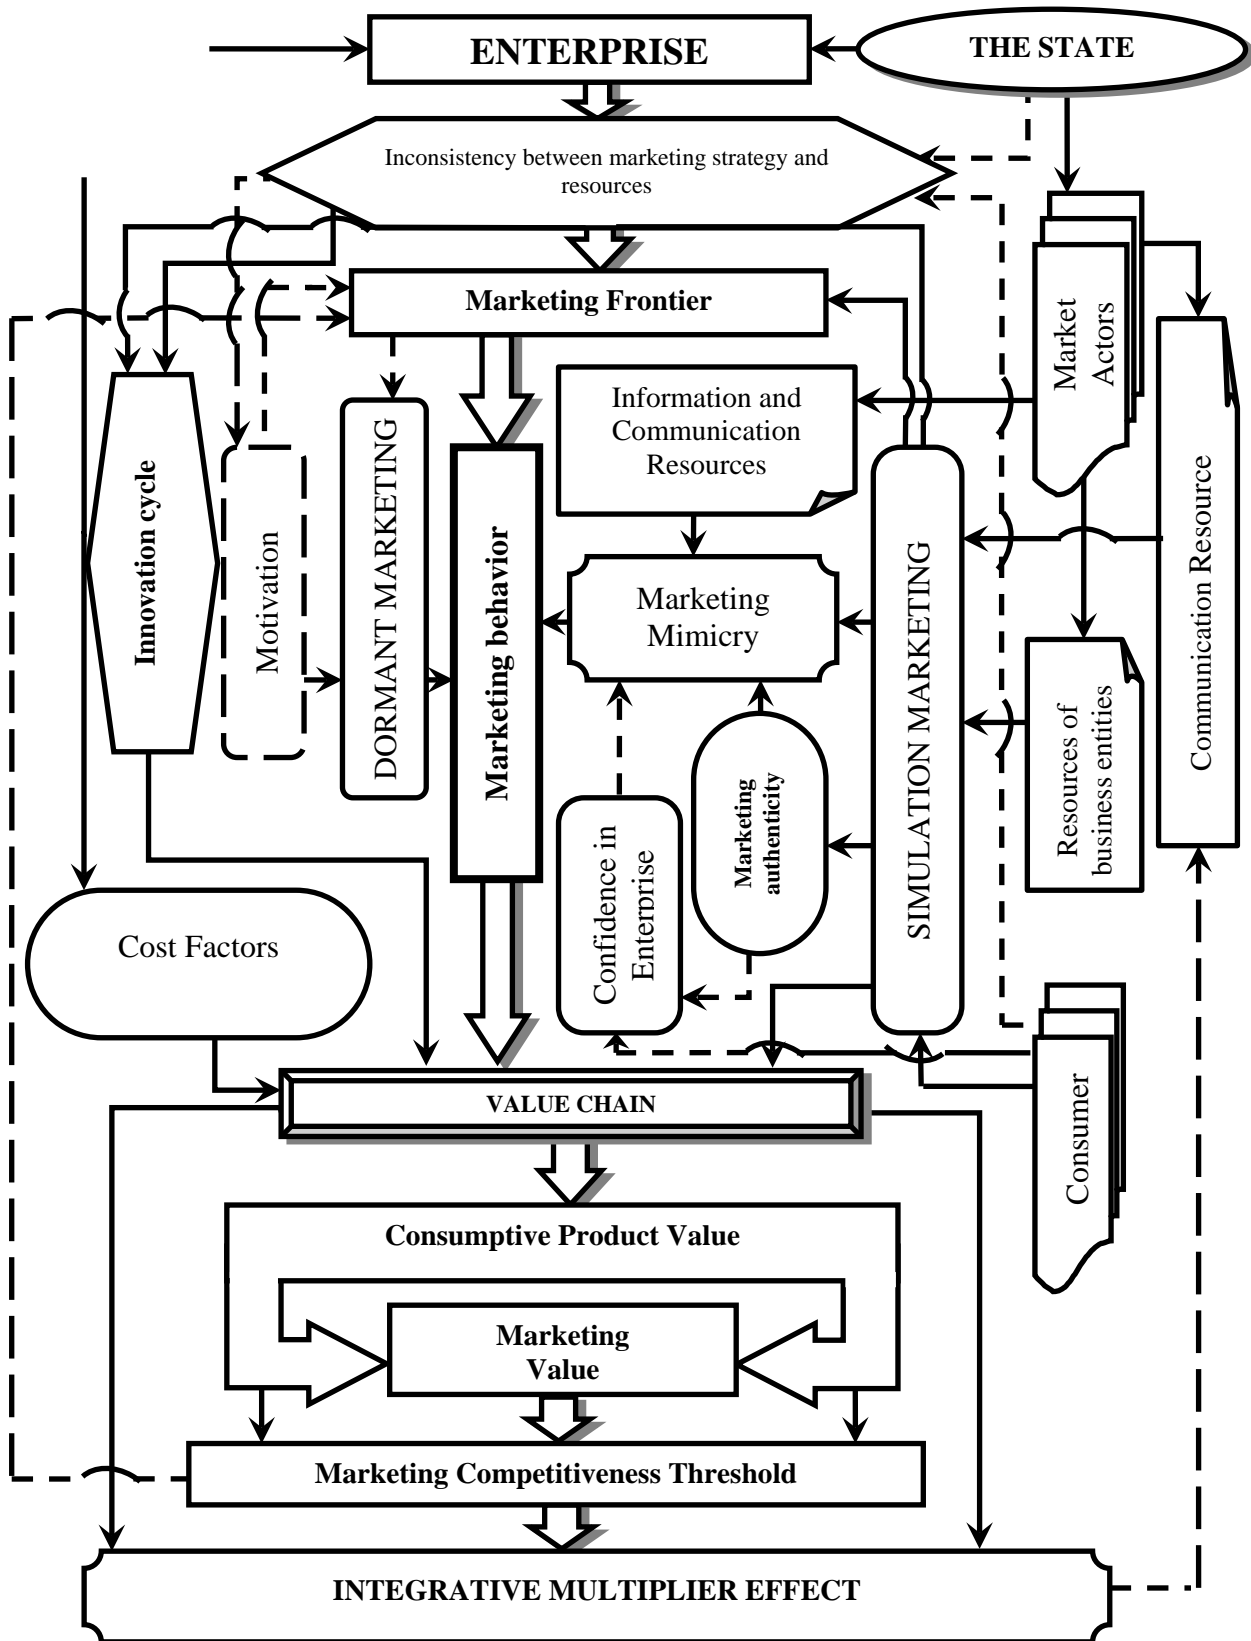 ENTERPRISE
THE STATE
Inconsistency between marketing strategy and
resources
Marketing Frontier
Market
Actors
Information and
Communication
Resources
Communication Resource
Innovation cycle
Motivation
DORMANT MARKETING
Marketing behavior
Marketing
Mimicry
SIMULATION MARKETING
Resources of
business entities
Marketing
authenticity
Confidence in
Enterprise
Cost Factors
Consumer
VALUE CHAIN
Consumptive Product Value
Marketing
Value
Marketing Competitiveness Threshold
INTEGRATIVE MULTIPLIER EFFECT